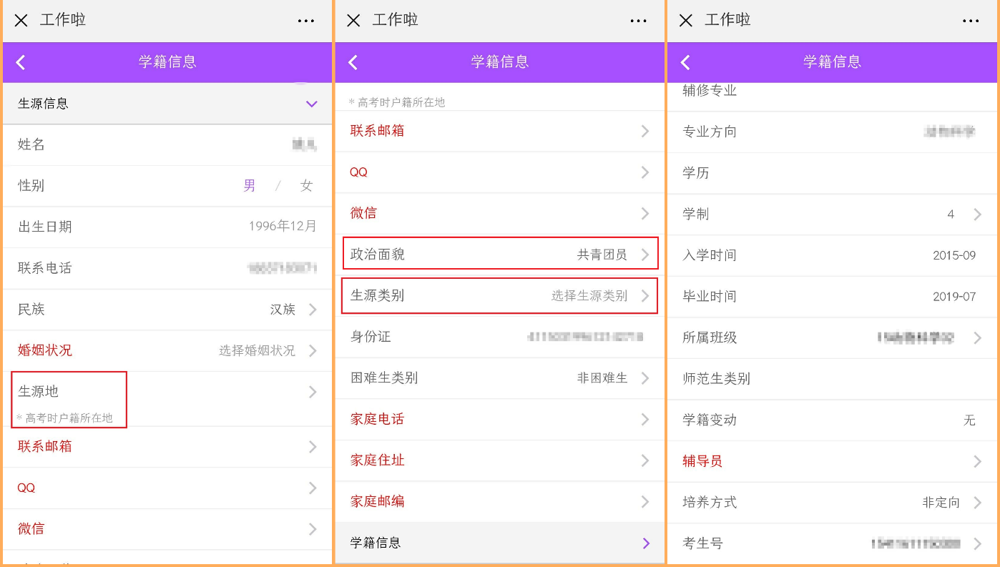 工作啦
学籍信息
生源信息
姓名
性别 男 / 女
出生日期 1996年12月
联系电话
民族 汉族
婚姻状况 选择婚姻状况
生源地
* 高考时户籍所在地
联系邮箱
QQ
微信
工作啦
学籍信息
* 高考时户籍所在地
联系邮箱
QQ
微信
政治面貌 共青团员
生源类别 选择生源类别
身份证
困难生类别 非困难生
家庭电话
家庭住址
家庭邮编
学籍信息
工作啦
学籍信息
辅修专业
专业方向
学历
学制 4
入学时间 2015-09
毕业时间 2019-07
所属班级
师范生类别
学籍变动 无
辅导员
培养方式 非定向
考生号